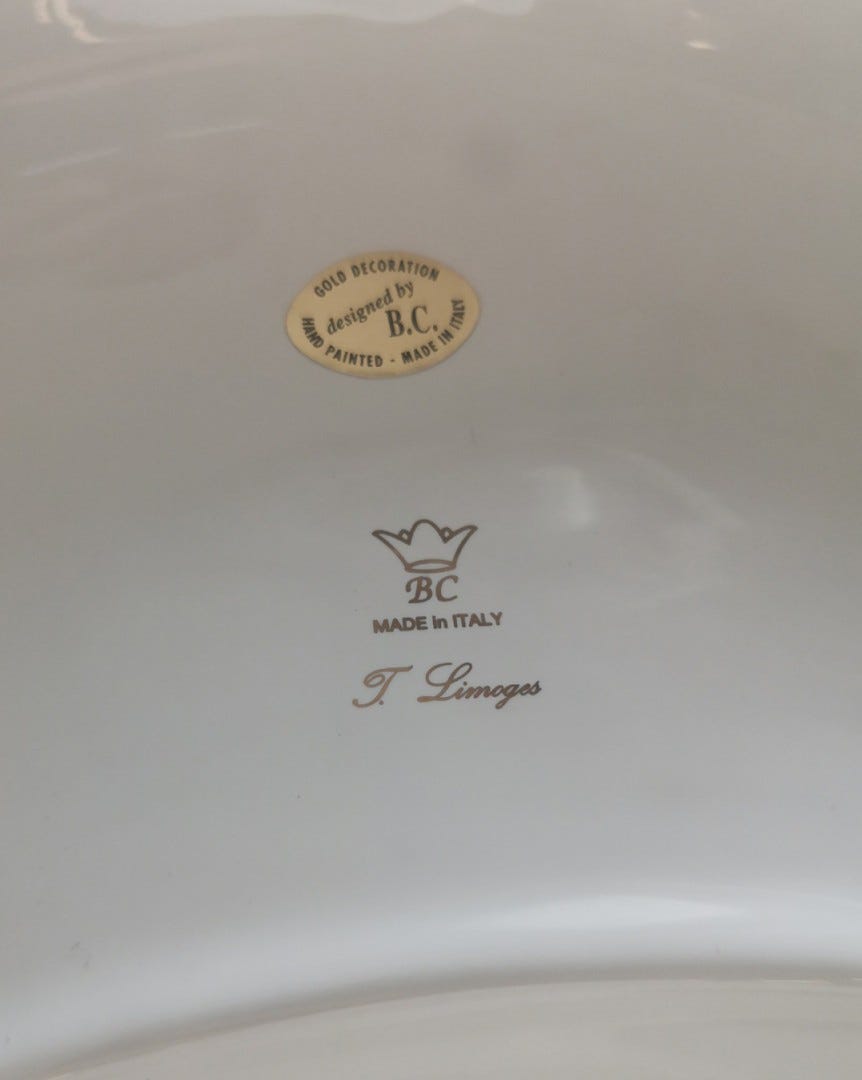 GOLD DECORATION
designed by
B.C.
HAND PAINTED - MADE IN ITALY
BC
MADE in ITALY
T. Limoges